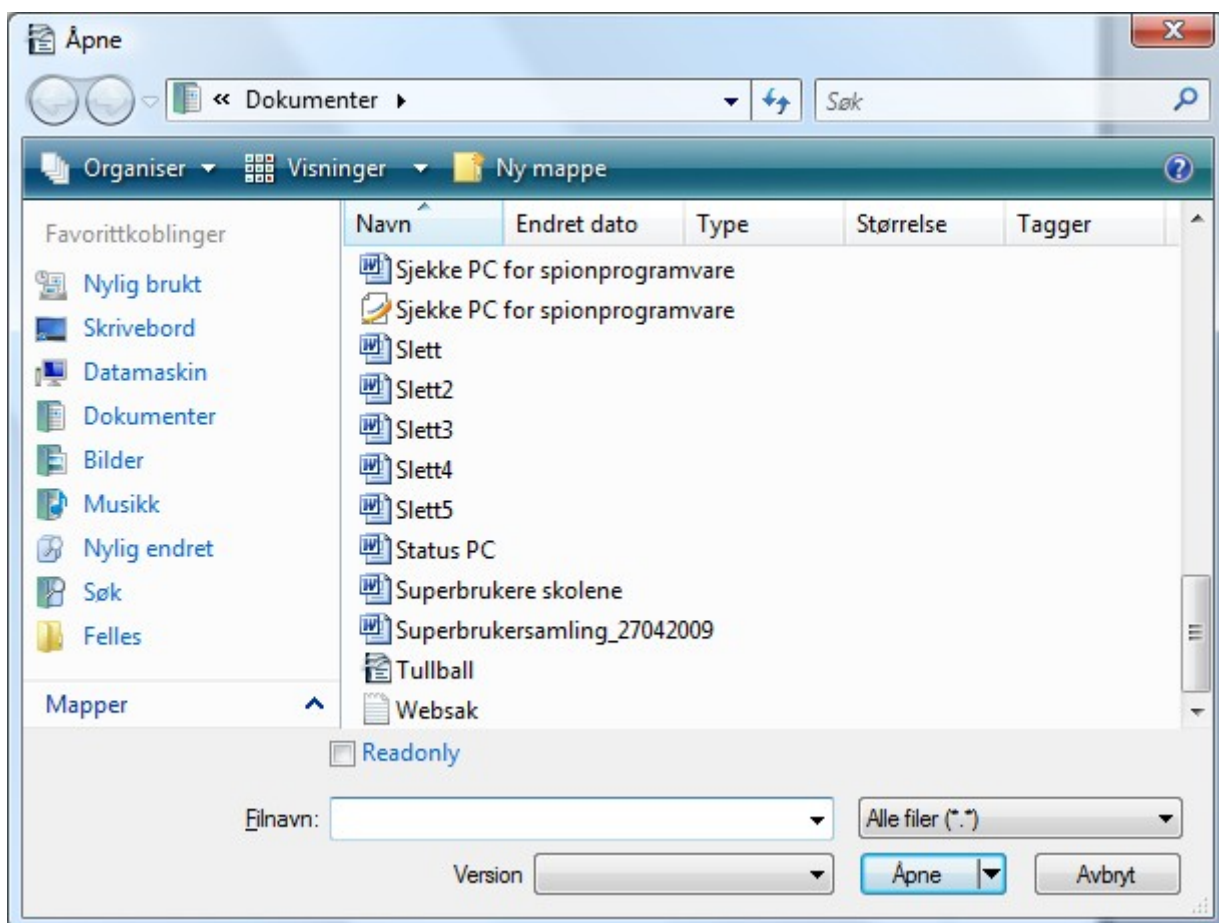 Åpne
« Dokumenter
Søk
Organiser Visninger Ny mappe
Favorittkoblinger
Nylig brukt
Skrivebord
Datamaskin
Dokumenter
Bilder
Musikk
Nylig endret
Søk
Felles
Mapper
Navn Endret dato Type Størrelse Tagger
Sjekke PC for spionprogramvare
Sjekke PC for spionprogramvare
Slett
Slett2
Slett3
Slett4
Slett5
Status PC
Superbrukere skolene
Superbrukersamling_27042009
Tullball
Websak
Readonly
Filnavn: Alle filer (*.*)
Version Åpne Avbryt